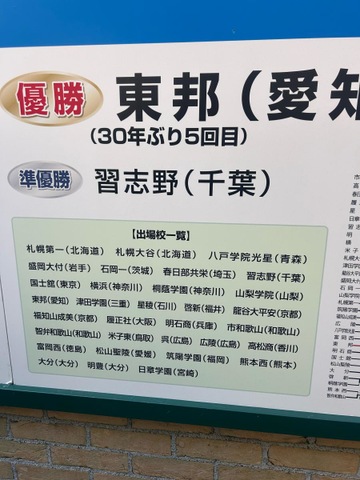 優勝 東邦(愛知
(30年ぶり5回目)
準優勝 習志野(千葉)
【出場校一覧】
札幌第一(北海道) 札幌大谷(北海道) 八戸学院光星(青森)
盛岡大付(岩手) 石岡一(茨城) 春日部共栄(埼玉) 習志野(千葉)
国士舘(東京) 横浜(神奈川) 桐蔭学園(神奈川) 山梨学院(山梨)
東邦(愛知) 津田学園(三重) 星稜(石川) 啓新(福井) 龍谷大平安(京都)
福知山成美(京都) 履正社(大阪) 明石商(兵庫) 市和歌山(和歌山)
智弁和歌山(和歌山) 米子東(鳥取) 呉(広島) 広陵(広島) 高松商(香川)
富岡西(徳島) 松山聖陵(愛媛) 筑陽学園(福岡) 熊本西(熊本)
大分(大分) 明豊(大分) 日章学園(宮崎)